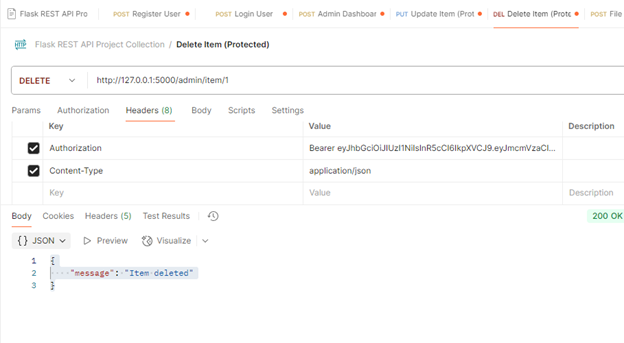 Flask REST API Pro POST Register User POST Login User POST Admin Dashboar PUT Update Item (Prot DEL Delete Item (Prote POST File
HTTP Flask REST API Project Collection / Delete Item (Protected)
DELETE http://127.0.0.1:5000/admin/item/1
Params Authorization Headers (8) Body Scripts Settings
Key Value Description
Authorization Bearer eyJhbGciOiJIUzI1NiIsInR5cCI6IkpXVCJ9.eyJmcmVzaCI...
Content-Type application/json
Key Value Description
Body Cookies Headers (5) Test Results 200 OK
{} JSON Preview Visualize
1 {
2 "message": "Item deleted"
3 }